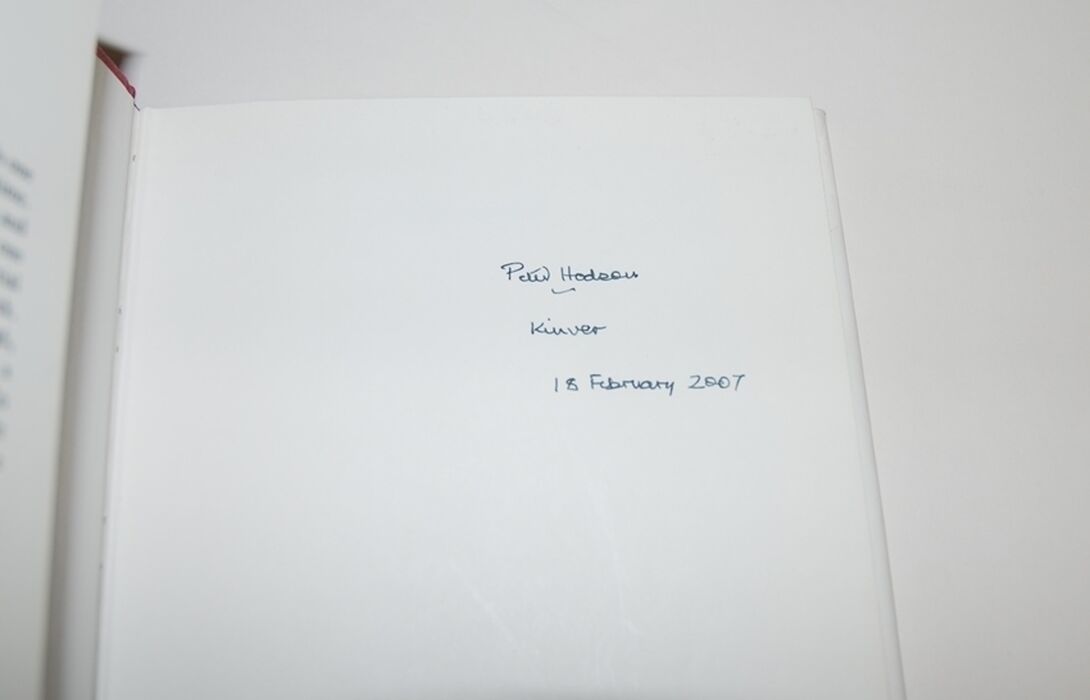 Peter Hodson
Kinver
18 February 2007